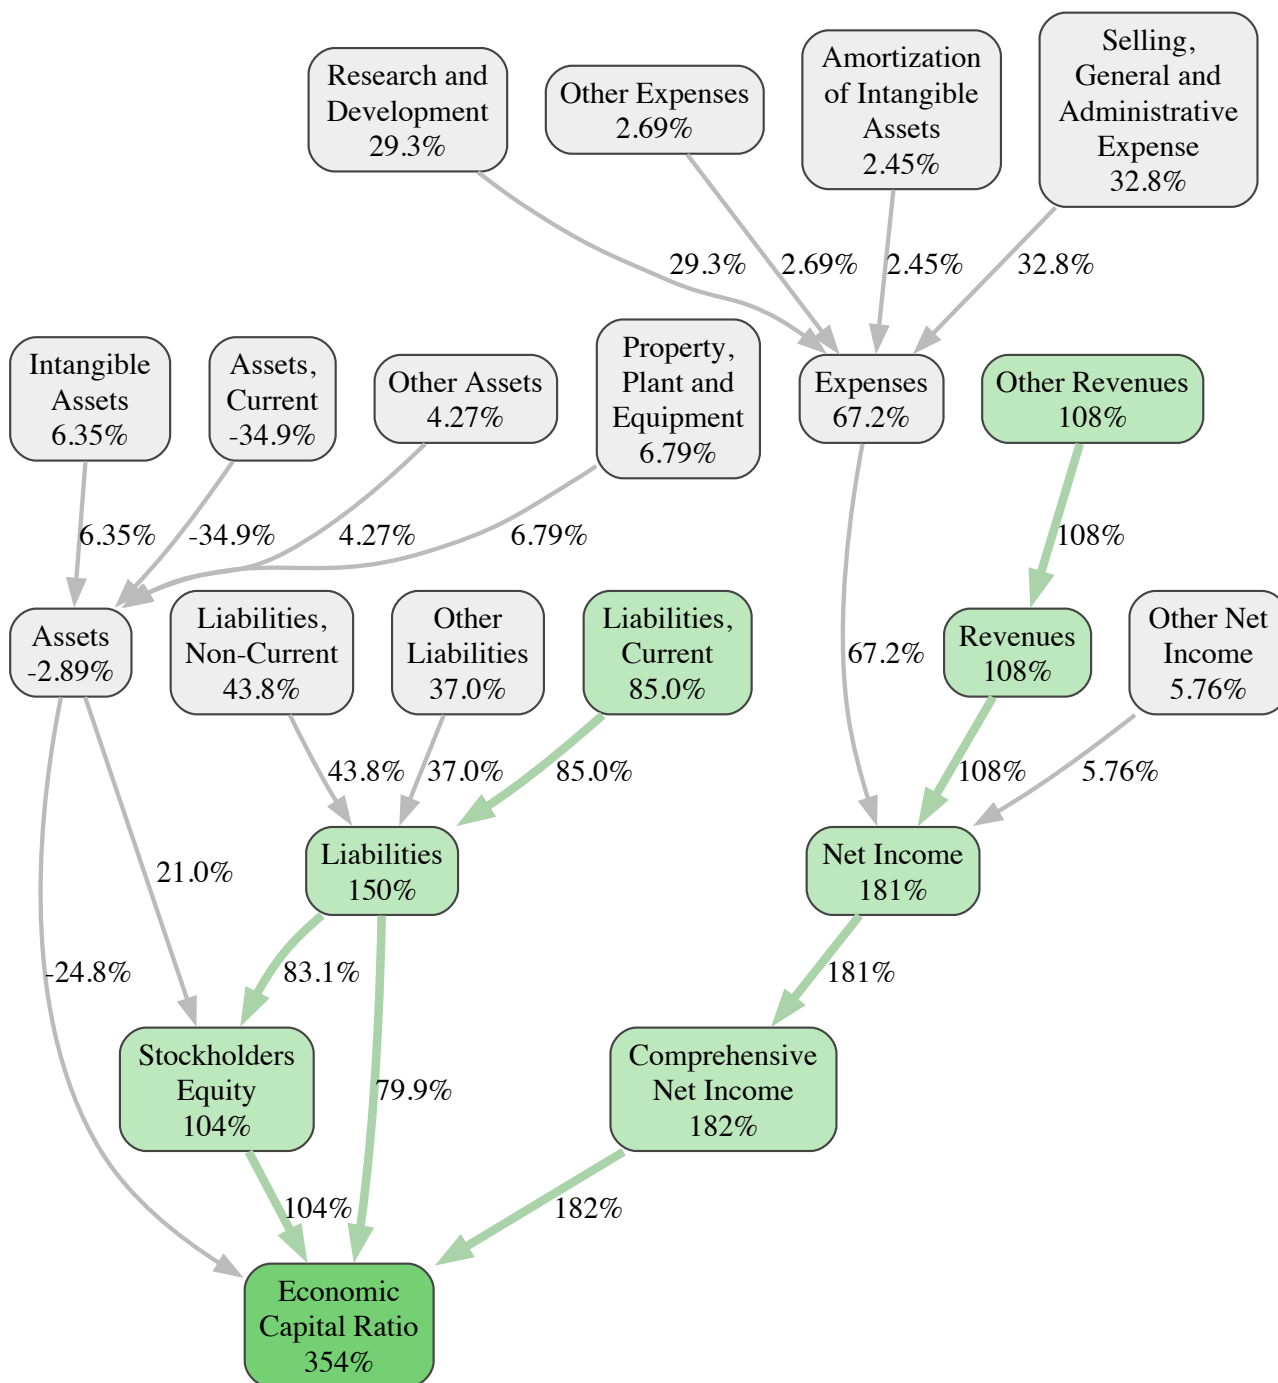 Research and
Development
29.3%
Other Expenses
2.69%
Amortization
of Intangible
Assets
2.45%
Selling,
General and
Administrative
Expense
32.8%
29.3%
2.69%
2.45%
32.8%
Intangible
Assets
6.35%
Assets,
Current
-34.9%
Other Assets
4.27%
Property,
Plant and
Equipment
6.79%
Expenses
67.2%
Other Revenues
108%
6.35%
-34.9%
4.27%
6.79%
108%
Assets
-2.89%
Liabilities,
Non-Current
43.8%
Other
Liabilities
37.0%
Liabilities,
Current
85.0%
67.2%
Revenues
108%
Other Net
Income
5.76%
43.8%
37.0%
85.0%
108%
5.76%
21.0%
Liabilities
150%
Net Income
181%
-24.8%
83.1%
181%
Stockholders
Equity
104%
79.9%
Comprehensive
Net Income
182%
104%
182%
Economic
Capital Ratio
354%